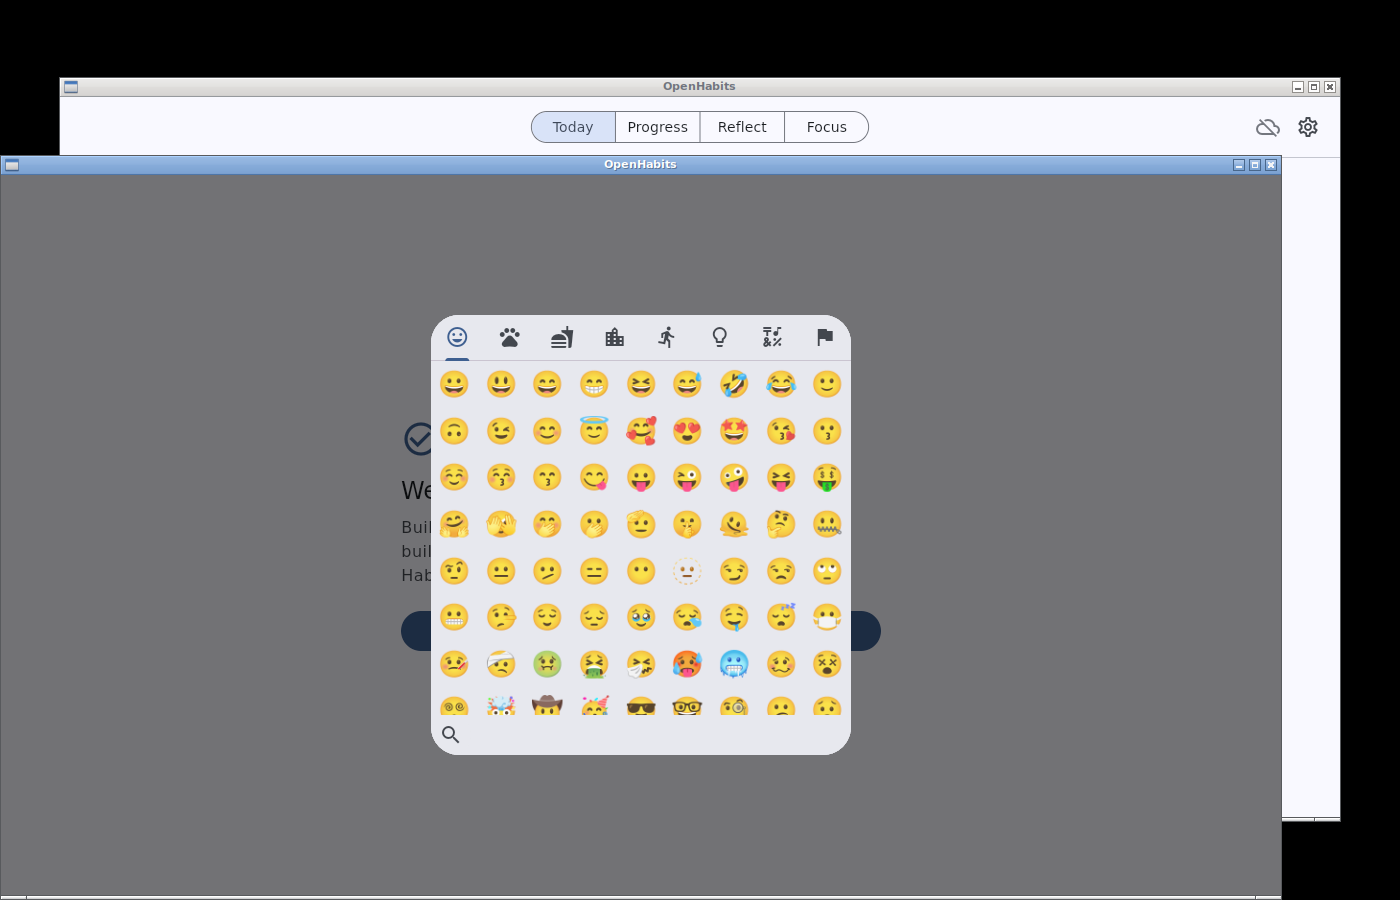 OpenHabits
Today Progress Reflect Focus
OpenHabits
We
Buil
buil
Hab